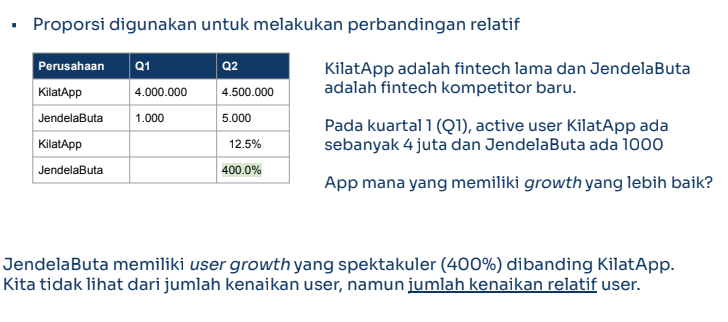 ▪ Proporsi digunakan untuk melakukan perbandingan relatif
Perusahaan Q1 Q2
KilatApp 4.000.000 4.500.000
JendelaButa 1.000 5.000
KilatApp 12.5%
JendelaButa 400.0%
KilatApp adalah fintech lama dan JendelaButa
adalah fintech kompetitor baru.
Pada kuartal 1 (Q1), active user KilatApp ada
sebanyak 4 juta dan JendelaButa ada 1000
App mana yang memiliki growth yang lebih baik?
JendelaButa memiliki user growth yang spektakuler (400%) dibanding KilatApp.
Kita tidak lihat dari jumlah kenaikan user, namun jumlah kenaikan relatif user.